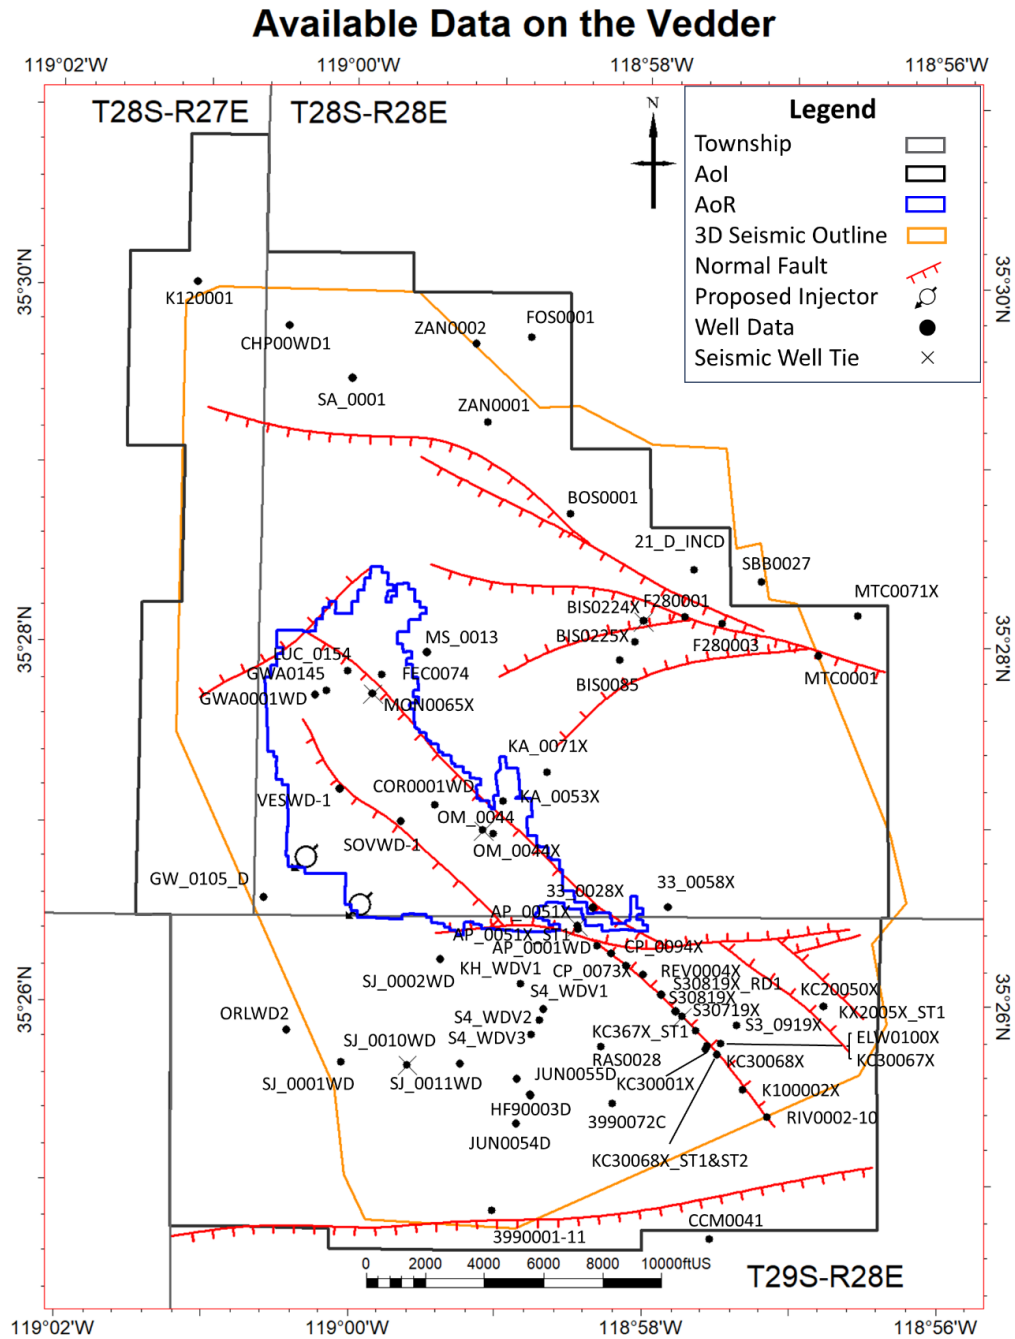 Available Data on the Vedder
119°02'W
119°00'W
118°58'W
118°56'W
T28S-R27E
T28S-R28E
N
Legend
Township
AoI
AoR
3D Seismic Outline
Normal Fault
Proposed Injector
Well Data
Seismic Well Tie
35°30'N
35°30'N
K120001
CHP00WD1
ZAN0002
FOS0001
SA_0001
ZAN0001
BOS0001
21_D_INCD
SBB0027
MTC0071X
BIS0224X
F280001
35°28'N
35°28'N
MS_0013
BIS0225X
F280003
LUC_0154
GWA0145
FEC0074
MTC0001
BIS0085
GWA0001WD
MON0065X
KA_0071X
COR0001WD
KA_0053X
VESWD-1
OM_0044
SOVWD-1
OM_0044X
GW_0105_D
33_0028X
33_0058X
AP_0051X
AP_0051X_ST1
AP_0001WD
CP_0094X
KH_WDV1
CP_0073X
REV0004X
SJ_0002WD
S30819X_RD1
S4_WDV1
S30819X
KC20050X
35°26'N
35°26'N
ORLWD2
S4_WDV2
S30719X
KX2005X_ST1
S4_WDV3
KC367X_ST1
S3_0919X
ELW0100X
SJ_0010WD
RAS0028
KC30068X
KC30067X
SJ_0001WD
SJ_0011WD
JUN0055D
KC30001X
K100002X
HF90003D
3990072C
RIV0002-10
JUN0054D
KC30068X_ST1&ST2
CCM0041
3990001-11
0 2000 4000 6000 8000 10000ftUS
T29S-R28E
119°02'W
119°00'W
118°58'W
118°56'W